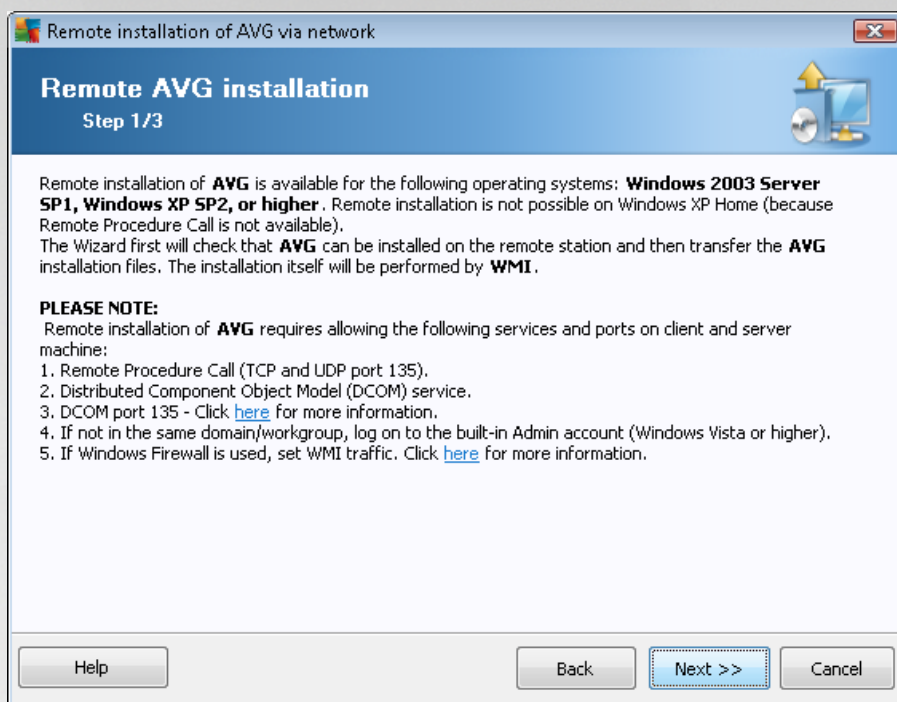 Remote installation of AVG via network
Remote AVG installation
Step 1/3
Remote installation of AVG is available for the following operating systems: Windows 2003 Server
SP1, Windows XP SP2, or higher. Remote installation is not possible on Windows XP Home (because
Remote Procedure Call is not available).
The Wizard first will check that AVG can be installed on the remote station and then transfer the AVG
installation files. The installation itself will be performed by WMI.
PLEASE NOTE:
Remote installation of AVG requires allowing the following services and ports on client and server
machine:
1. Remote Procedure Call (TCP and UDP port 135).
2. Distributed Component Object Model (DCOM) service.
3. DCOM port 135 - Click here for more information.
4. If not in the same domain/workgroup, log on to the built-in Admin account (Windows Vista or higher).
5. If Windows Firewall is used, set WMI traffic. Click here for more information.
Help Back Next >> Cancel